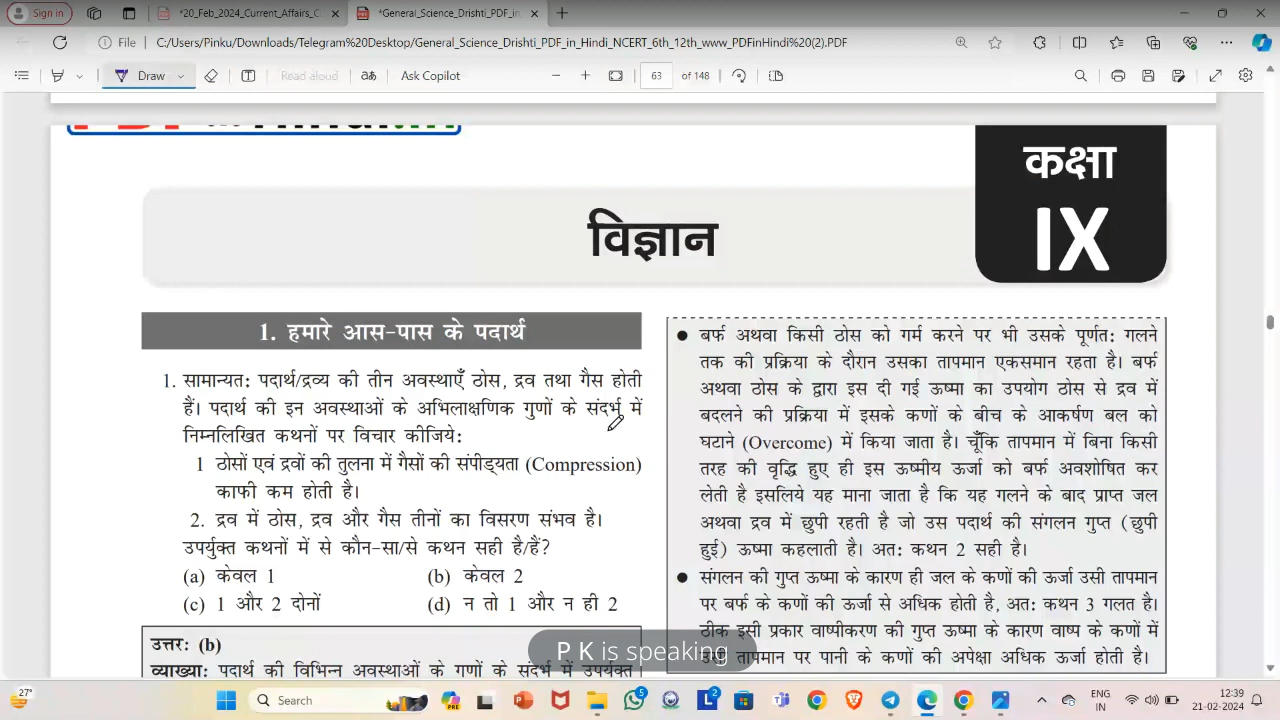 Sign in
*20_Feb_2024_Current_Affairs_C
*General_Science_Drishti_PDF_in_
File
C:/Users/Pinku/Downloads/Telegram%20Desktop/General_Science_Drishti_PDF_in_Hindi_NCERT_6th_12th_www_PDFinHindi%20(2).PDF
Draw
Read aloud
Ask Copilot
63 of 148
कक्षा
IX
विज्ञान
1. हमारे आस-पास के पदार्थ
1. सामान्यत: पदार्थ/द्रव्य की तीन अवस्थाएँ ठोस, द्रव तथा गैस होती
हैं। पदार्थ की इन अवस्थाओं के अभिलाक्षणिक गुणों के संदर्भ में
निम्नलिखित कथनों पर विचार कीजिये:
1 ठोसों एवं द्रवों की तुलना में गैसों की संपीड्यता (Compression)
काफी कम होती है।
2. द्रव में ठोस, द्रव और गैस तीनों का विसरण संभव है।
उपर्युक्त कथनों में से कौन-सा/से कथन सही है/हैं?
(a) केवल 1 (b) केवल 2
(c) 1 और 2 दोनों (d) न तो 1 और न ही 2
उत्तर: (b)
व्याख्या: पदार्थ की विभिन्न अवस्थाओं के गुणों के संदर्भ में उपर्युक्त
● बर्फ अथवा किसी ठोस को गर्म करने पर भी उसके पूर्णत: गलने
तक की प्रक्रिया के दौरान उसका तापमान एकसमान रहता है। बर्फ
अथवा ठोस के द्वारा इस दी गई ऊष्मा का उपयोग ठोस से द्रव में
बदलने की प्रक्रिया में इसके कणों के बीच के आकर्षण बल को
घटाने (Overcome) में किया जाता है। चूँकि तापमान में बिना किसी
तरह की वृद्धि हुए ही इस ऊष्मीय ऊर्जा को बर्फ अवशोषित कर
लेती है इसलिये यह माना जाता है कि यह गलने के बाद प्राप्त जल
अथवा द्रव में छुपी रहती है जो उस पदार्थ की संगलन गुप्त (छुपी
हुई) ऊष्मा कहलाती है। अत: कथन 2 सही है।
● संगलन की गुप्त ऊष्मा के कारण ही जल के कणों की ऊर्जा उसी तापमान
पर बर्फ के कणों की ऊर्जा से अधिक होती है, अत: कथन 3 गलत है।
ठीक इसी प्रकार वाष्पीकरण की गुप्त ऊष्मा के कारण वाष्प के कणों में
तापमान पर पानी के कणों की अपेक्षा अधिक ऊर्जा होती है।
P K is speaking
27°
Search
PRE
5
2
ENG
IN
12:39
21-02-2024